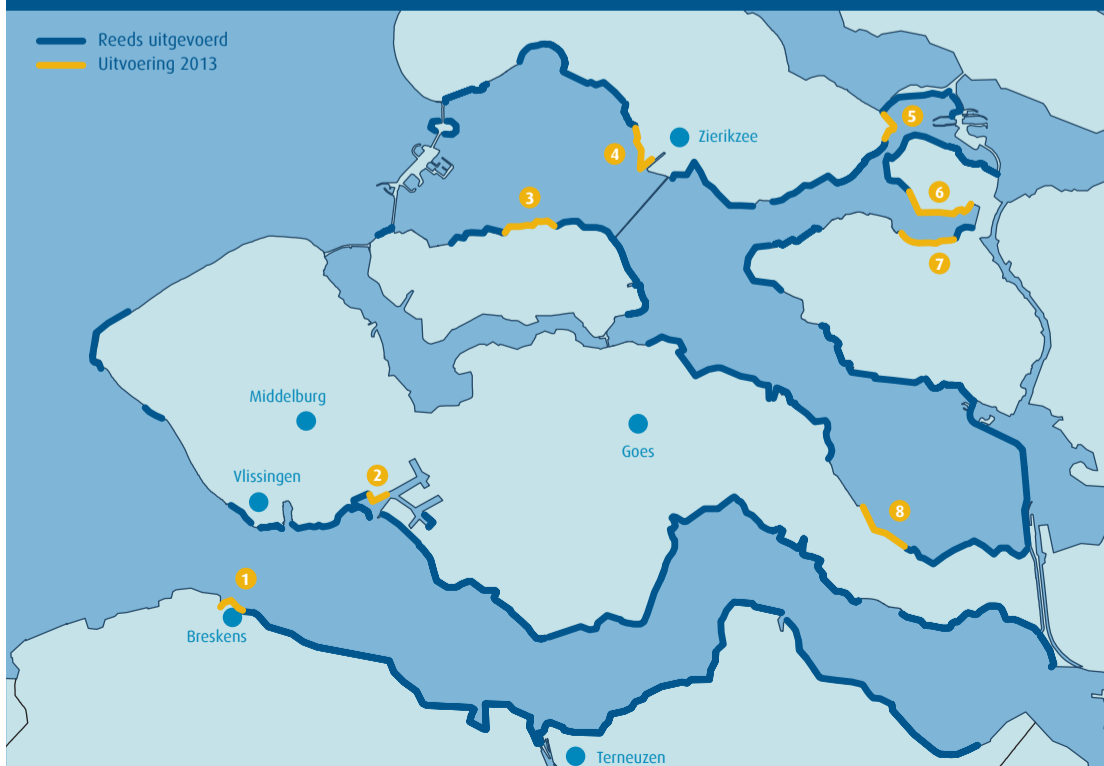 Reeds uitgevoerd
Uitvoering 2013
5
Zierikzee
4
6
3
7
Middelburg
Goes
2
Vlissingen
8
1
Breskens
Terneuzen